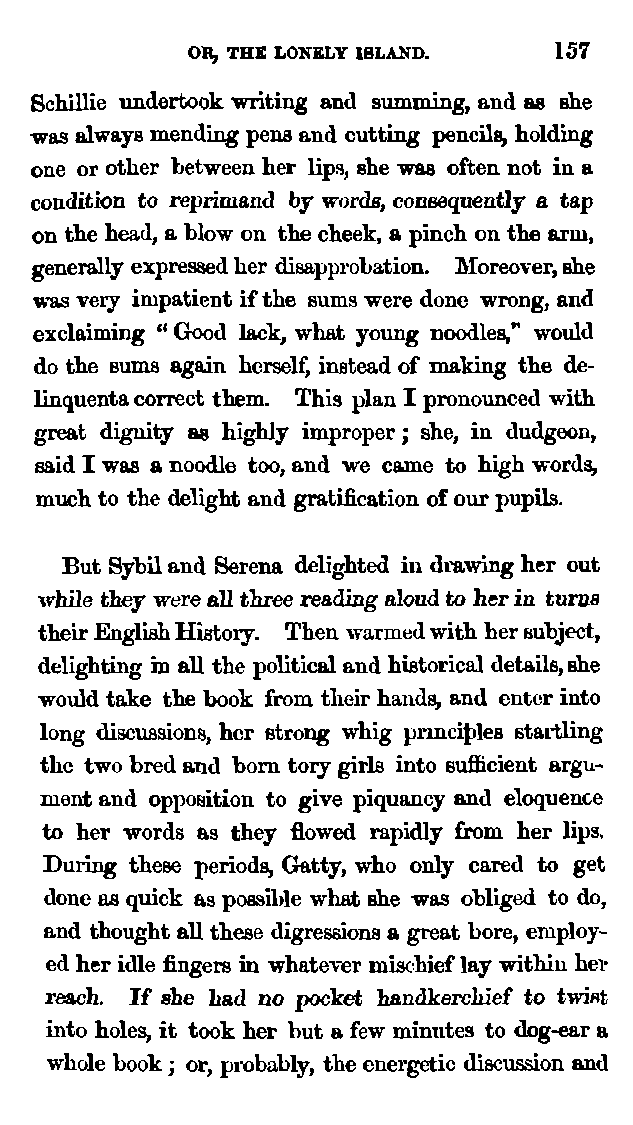 OR, THE LONELY ISLAND. 157
Schillie undertook writing and summing, and as she
was always mending pens and cutting pencils, holding
one or other between her lips, she was often not in a
condition to reprimand by words, consequently a tap
on the head, a blow on the cheek, a pinch on the arm,
generally expressed her disapprobation. Moreover, she
was very impatient if the sums were done wrong, and
exclaiming “Good lack, what young noodles,” would
do the sums again herself, instead of making the de-
linquenta correct them. This plan I pronounced with
great dignity as highly improper; she, in dudgeon,
said I was a noodle too, and we came to high words,
much to the delight and gratification of our pupils.
But Sybil and Serena delighted in drawing her out
while they were all three reading aloud to her in turns
their English History. Then warmed with her subject,
delighting in all the political and historical details, she
would take the book from their hands, and enter into
long discussions, her strong whig principles startling
the two bred and born tory girls into sufficient argu-
ment and opposition to give piquancy and eloquence
to her words as they flowed rapidly from her lips.
During these periods, Gatty, who only cared to get
done as quick as possible what she was obliged to do,
and thought all these digressions a great bore, employ-
ed her idle fingers in whatever mischief lay within her
reach. If she had no pocket handkerchief to twist
into holes, it took her but a few minutes to dog-ear a
whole book; or, probably, the energetic discussion and